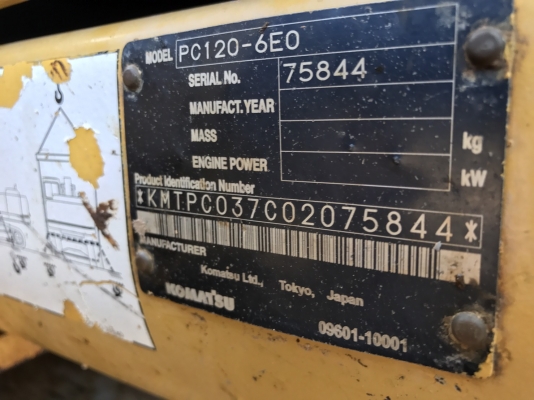 MODEL PC120-6E0
SERIAL No. 75844
MANUFACT. YEAR
MASS kg
ENGINE POWER kW
Product Identification Number
*KMTPC037C02075844*
MANUFACTURER
Komatsu Ltd., Tokyo, Japan
KOMATSU
09601-10001